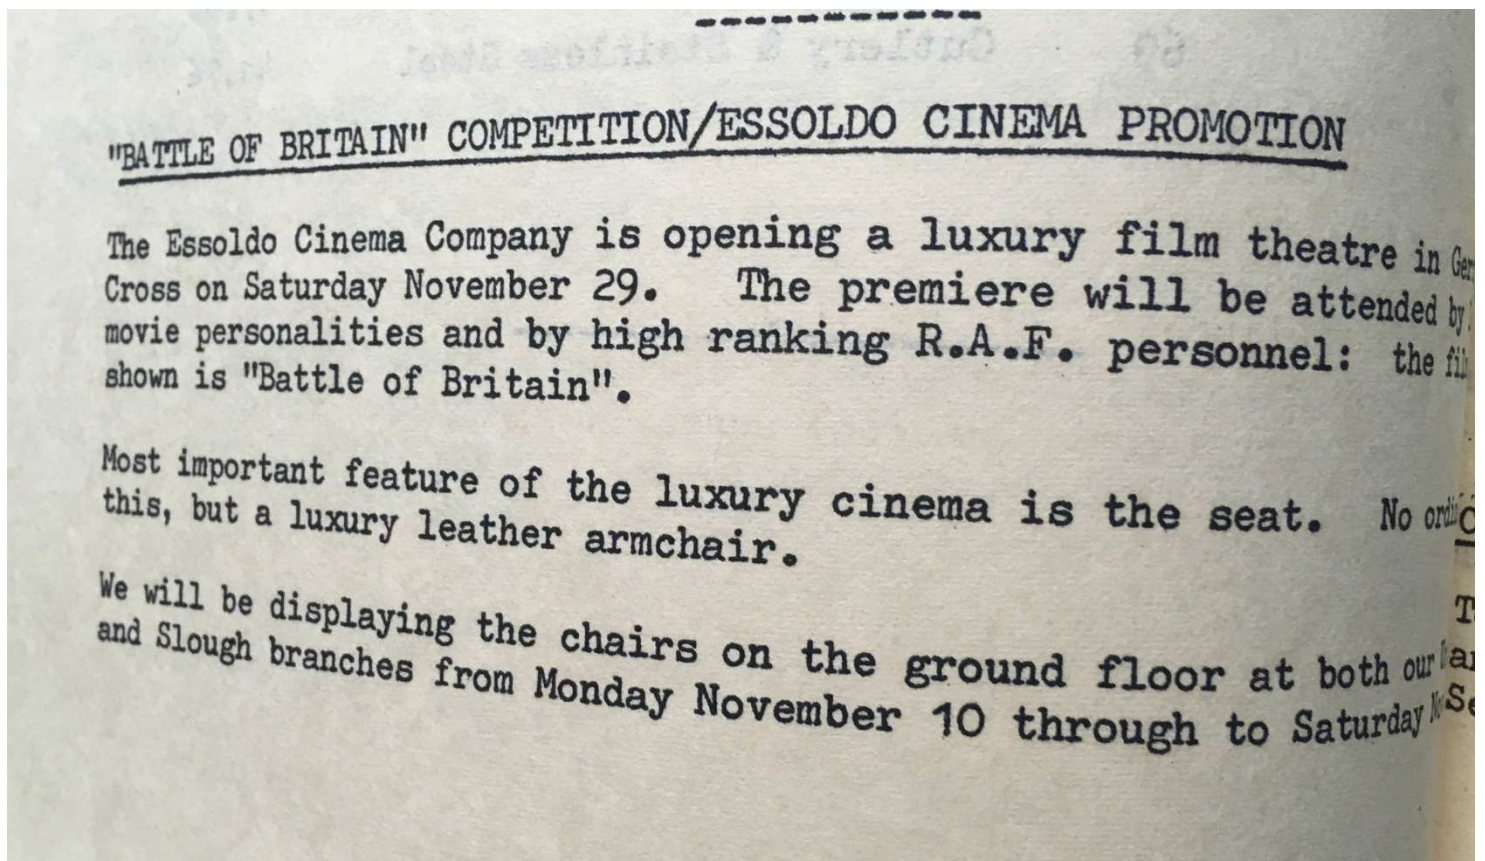 "BATTLE OF BRITAIN" COMPETITION/ESSOLDO CINEMA PROMOTION
The Essoldo Cinema Company is opening a luxury film theatre in
Cross on Saturday November 29. The premiere will be attended by
movie personalities and by high ranking R.A.F. personnel: the
shown is "Battle of Britain".
Most important feature of the luxury cinema is the seat. No
this, but a luxury leather armchair.
We will be displaying the chairs on the ground floor at both our
and Slough branches from Monday November 10 through to Saturday